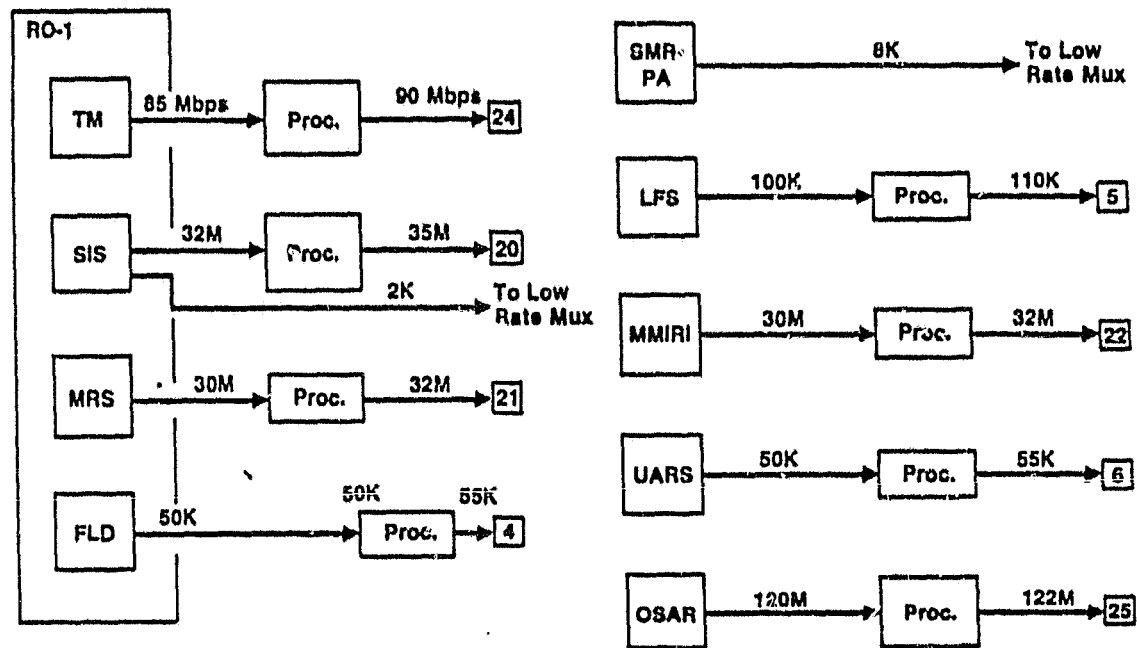 RO-1
TM
85 Mbps
Proc.
90 Mbps
24
SIS
32M
Proc.
35M
20
2K
To Low
Rate Mux
MRS
30M
Proc.
32M
21
FLD
50K
50K
Proc.
55K
4
SMR-
PA
8K
To Low
Rate Mux
LFS
100K
Proc.
110K
5
MMIRI
30M
Proc.
32M
22
UARS
50K
Proc.
55K
6
OSAR
120M
Proc.
122M
25